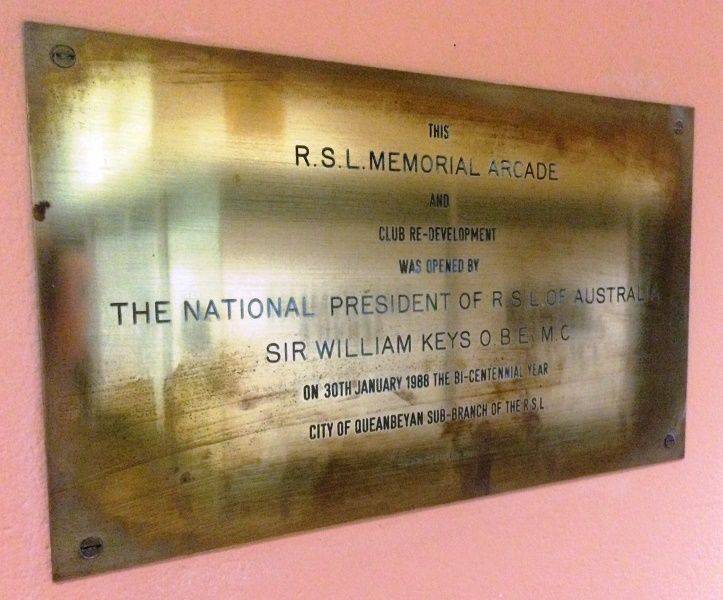 THIS
R.S.L. MEMORIAL ARCADE
AND
CLUB RE-DEVELOPMENT
WAS OPENED BY
THE NATIONAL PRESIDENT OF R.S.L. OF AUSTRALIA
SIR WILLIAM KEYS O.B.E. M.C.
ON 30TH JANUARY 1988 THE BI-CENTENNIAL YEAR
CITY OF QUEANBEYAN SUB-BRANCH OF THE R.S.L.